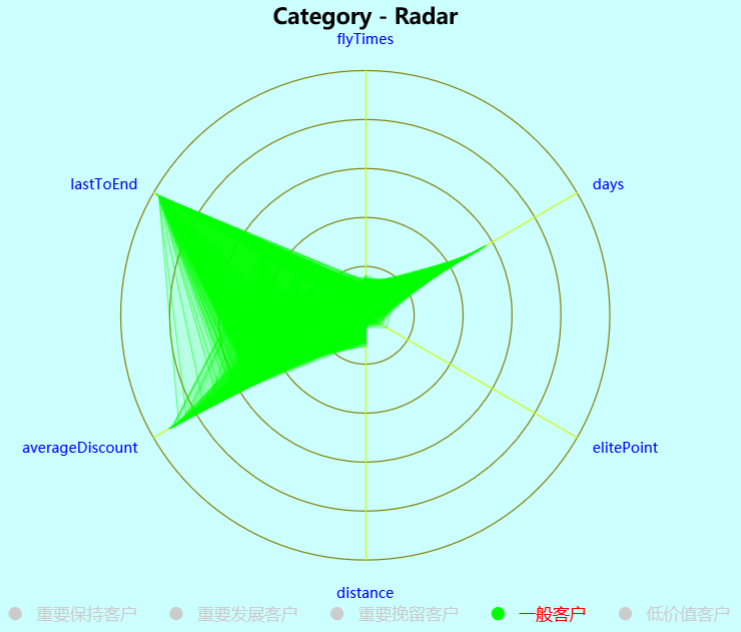 Category - Radar
flyTimes
lastToEnd
days
averageDiscount
elitePoint
distance
重要保持客户 重要发展客户 重要挽留客户 一般客户 低价值客户